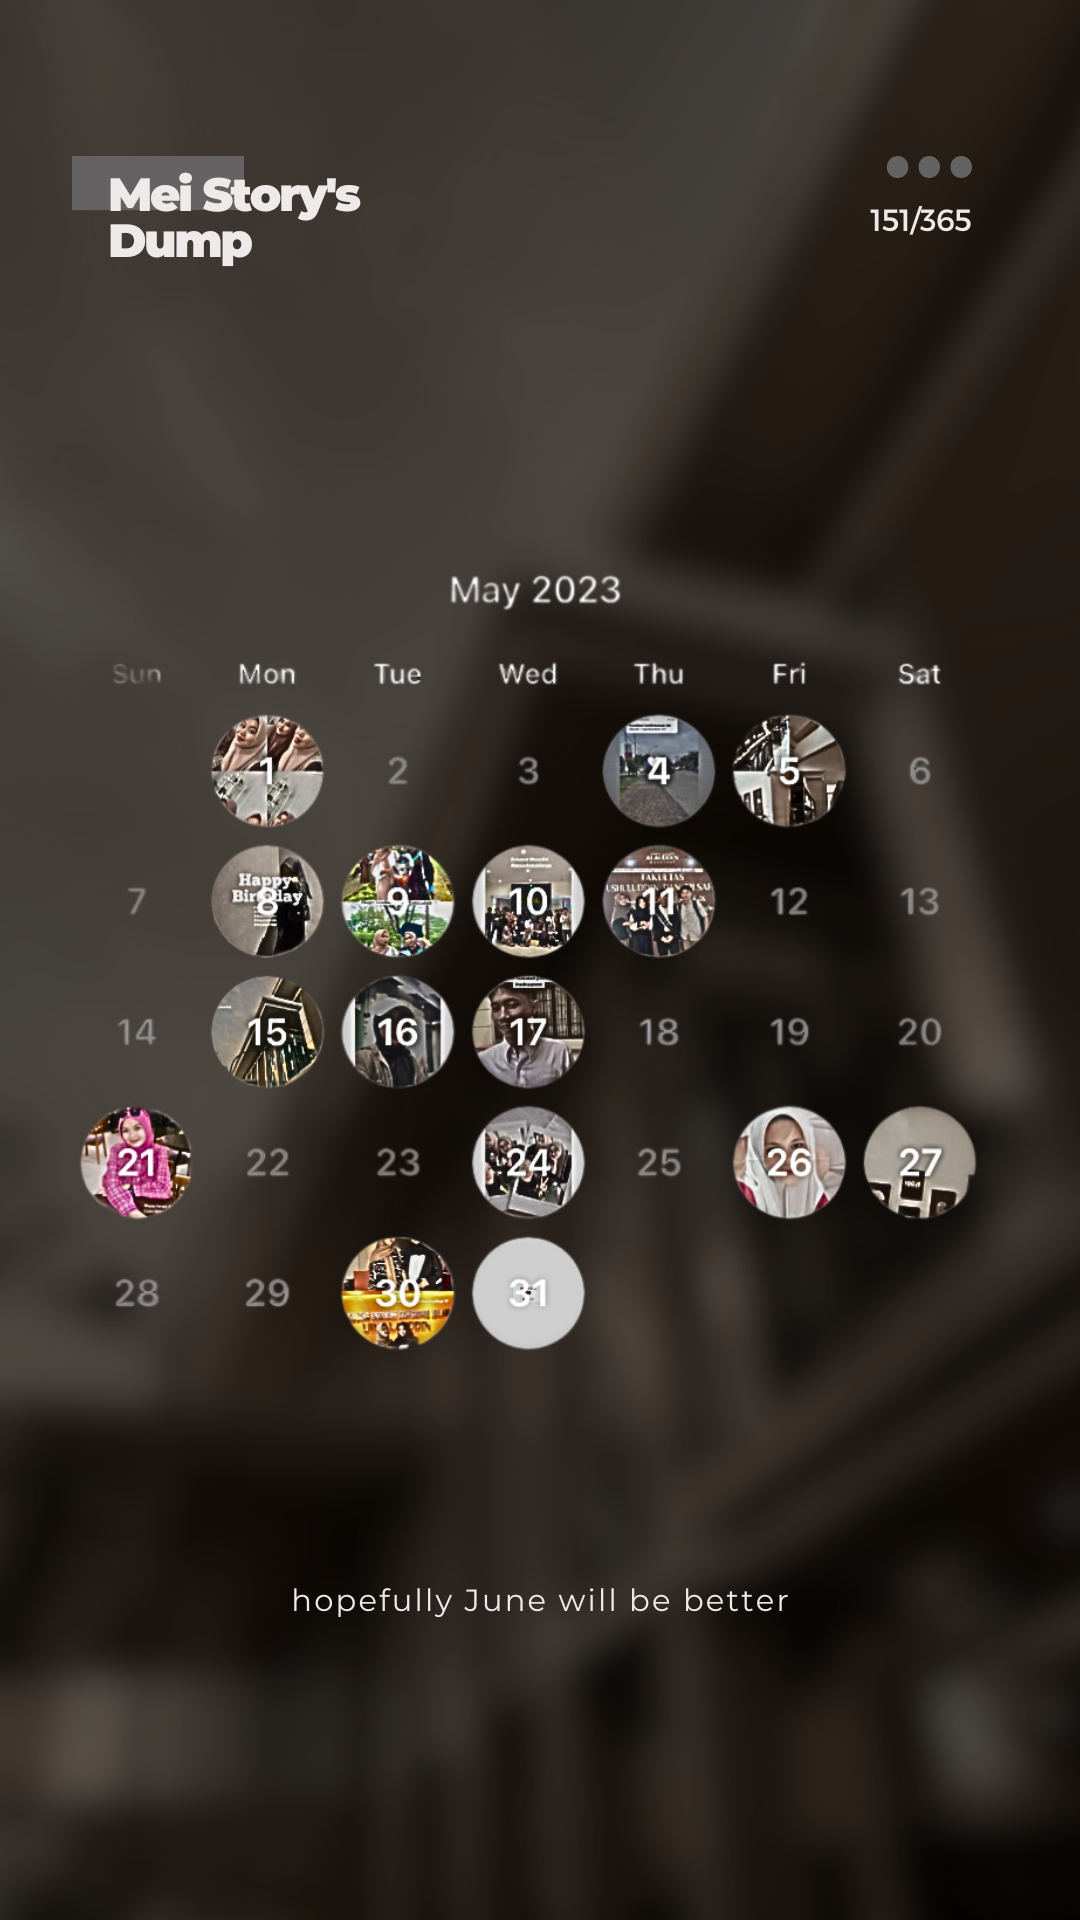 Mei Story's
Dump
151/365
May 2023
Sun Mon Tue Wed Thu Fri Sat
1 2 3 4 5 6
7 8 9 10 11 12 13
Happy
Birthday
ALAUDDIN
FAKULTAS
14 15 16 17 18 19 20
21 22 23 24 25 26 27
28 29 30 31
hopefully June will be better